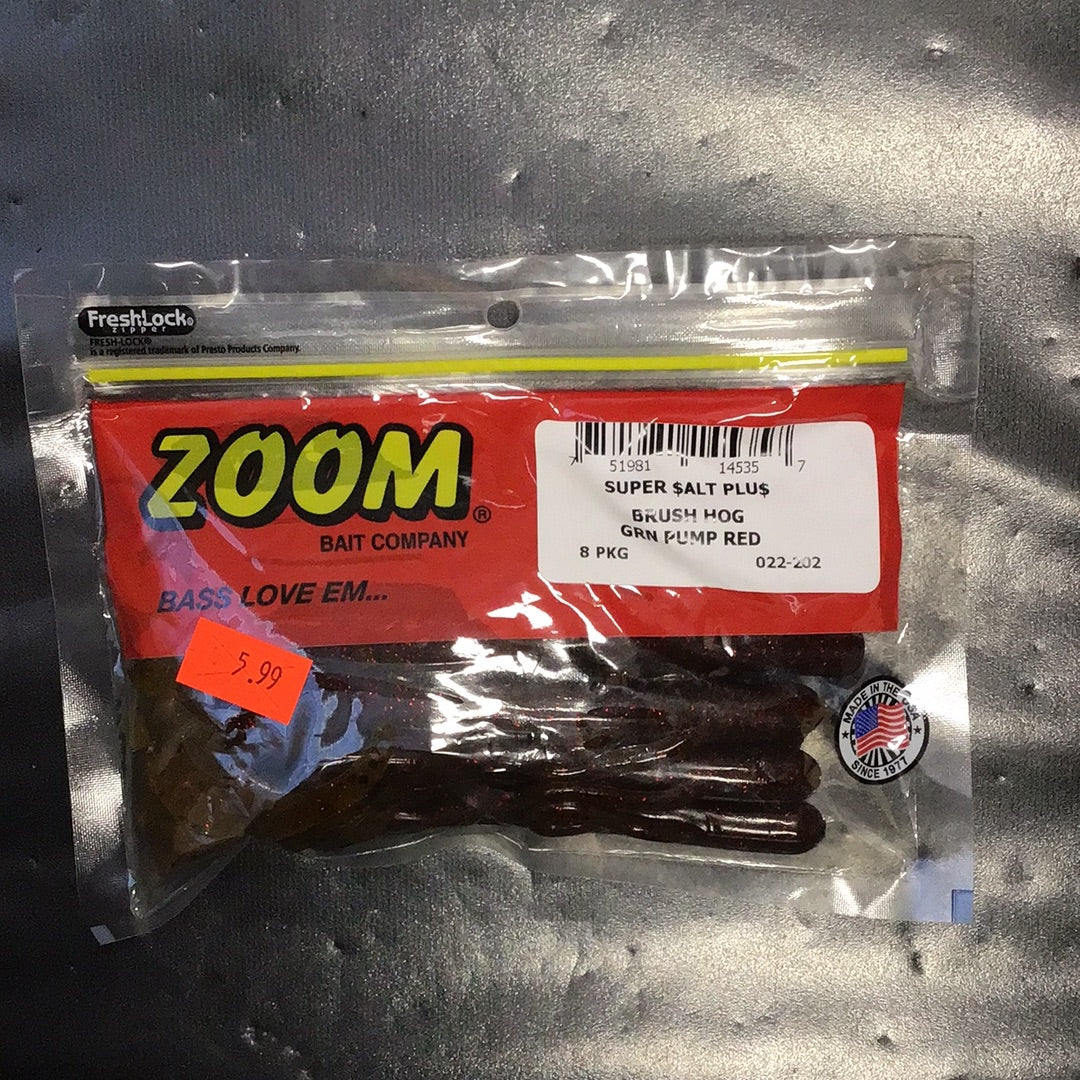 FreshLock®
zipper
FRESH-LOCK®
is a registered trademark of Presto Products Company.
ZOOM®
BAIT COMPANY
BASS LOVE EM...
7 51981 14535 7
SUPER $ALT PLU$
BRUSH HOG
GRN PUMP RED
8 PKG
022-202
5.99
MADE IN THE USA
SINCE 1977